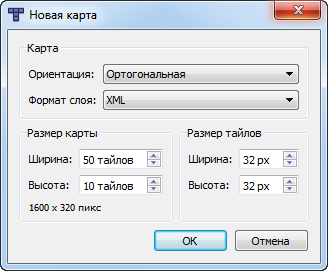 Новая карта
Карта
Ориентация: Ортогональная
Формат слоя: XML
Размер карты
Ширина: 50 тайлов
Высота: 10 тайлов
1600 x 320 пикс
Размер тайлов
Ширина: 32 px
Высота: 32 px
OK
Отмена